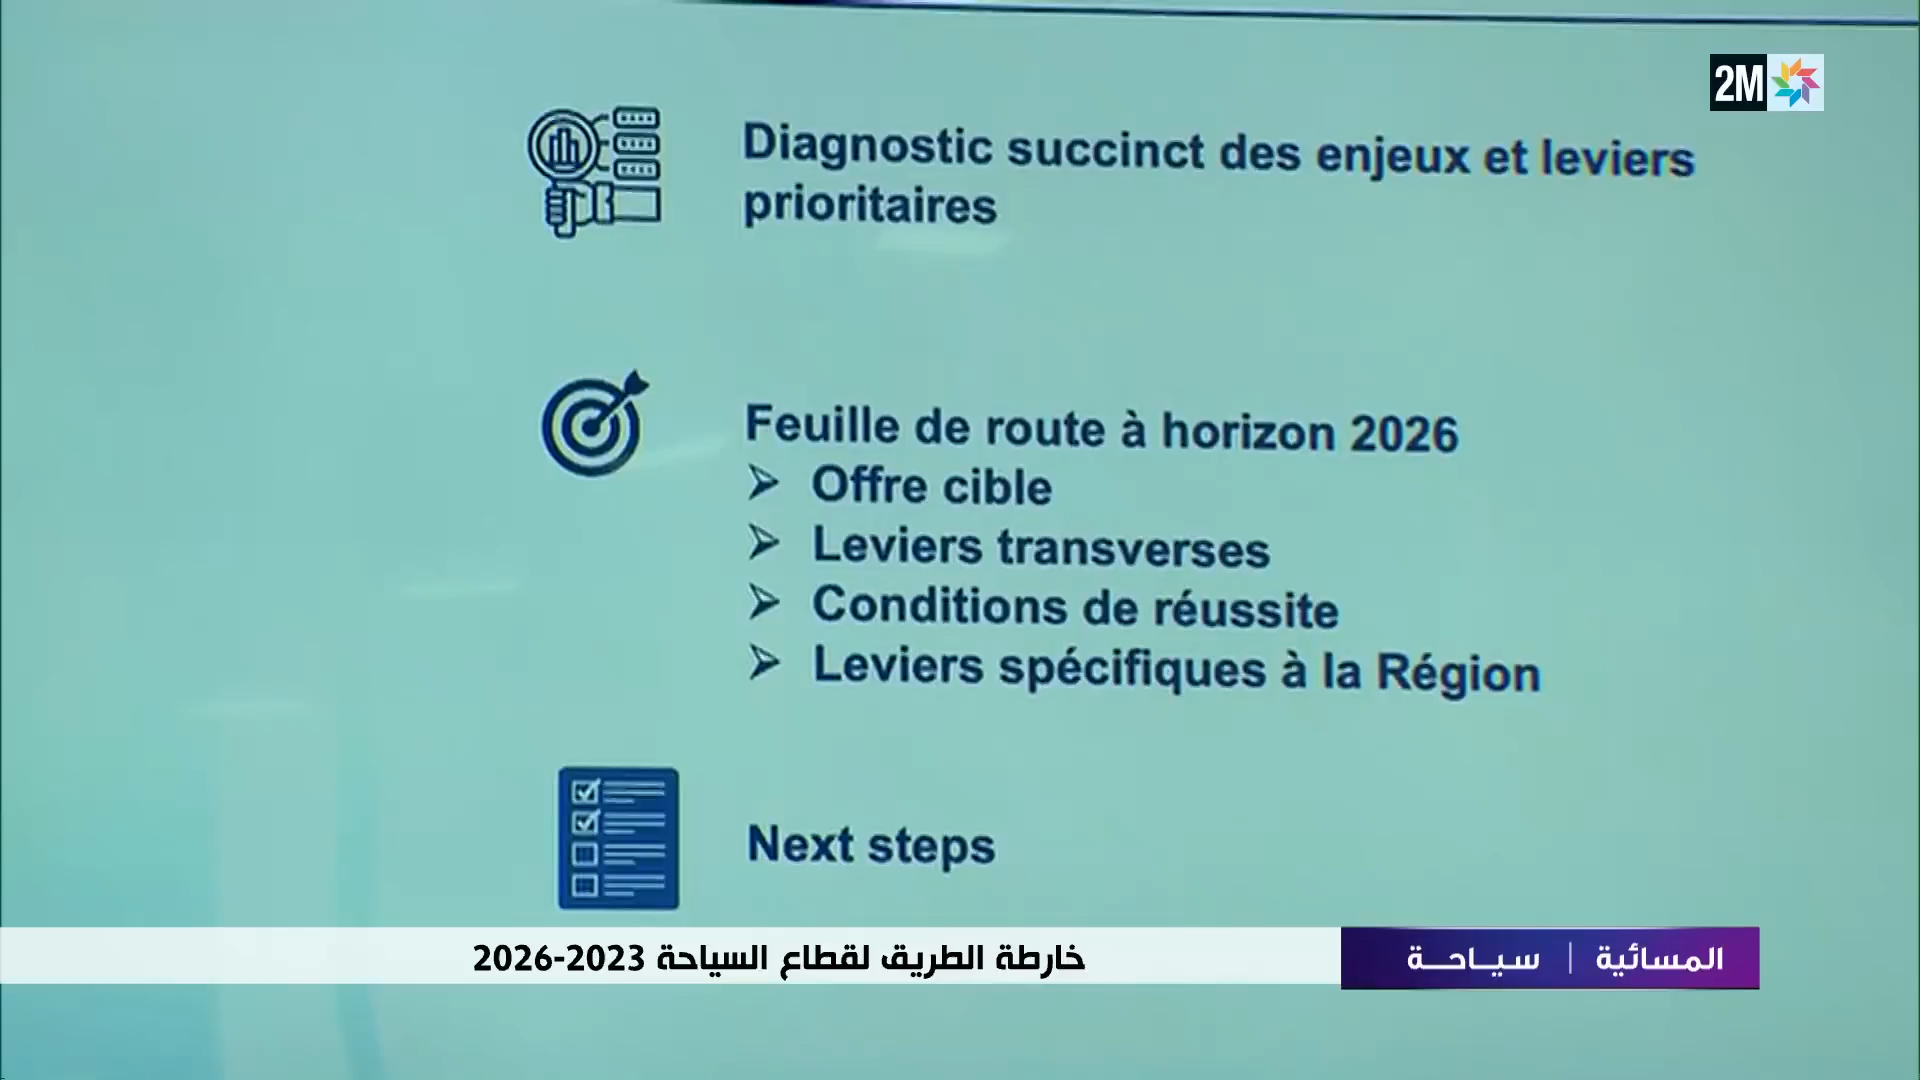 2M
Diagnostic succinct des enjeux et leviers
prioritaires
Feuille de route à horizon 2026
➢ Offre cible
➢ Leviers transverses
➢ Conditions de réussite
➢ Leviers spécifiques à la Région
Next steps
المسائية | سيـاحـة
خارطة الطريق لقطاع السياحة 2023-2026